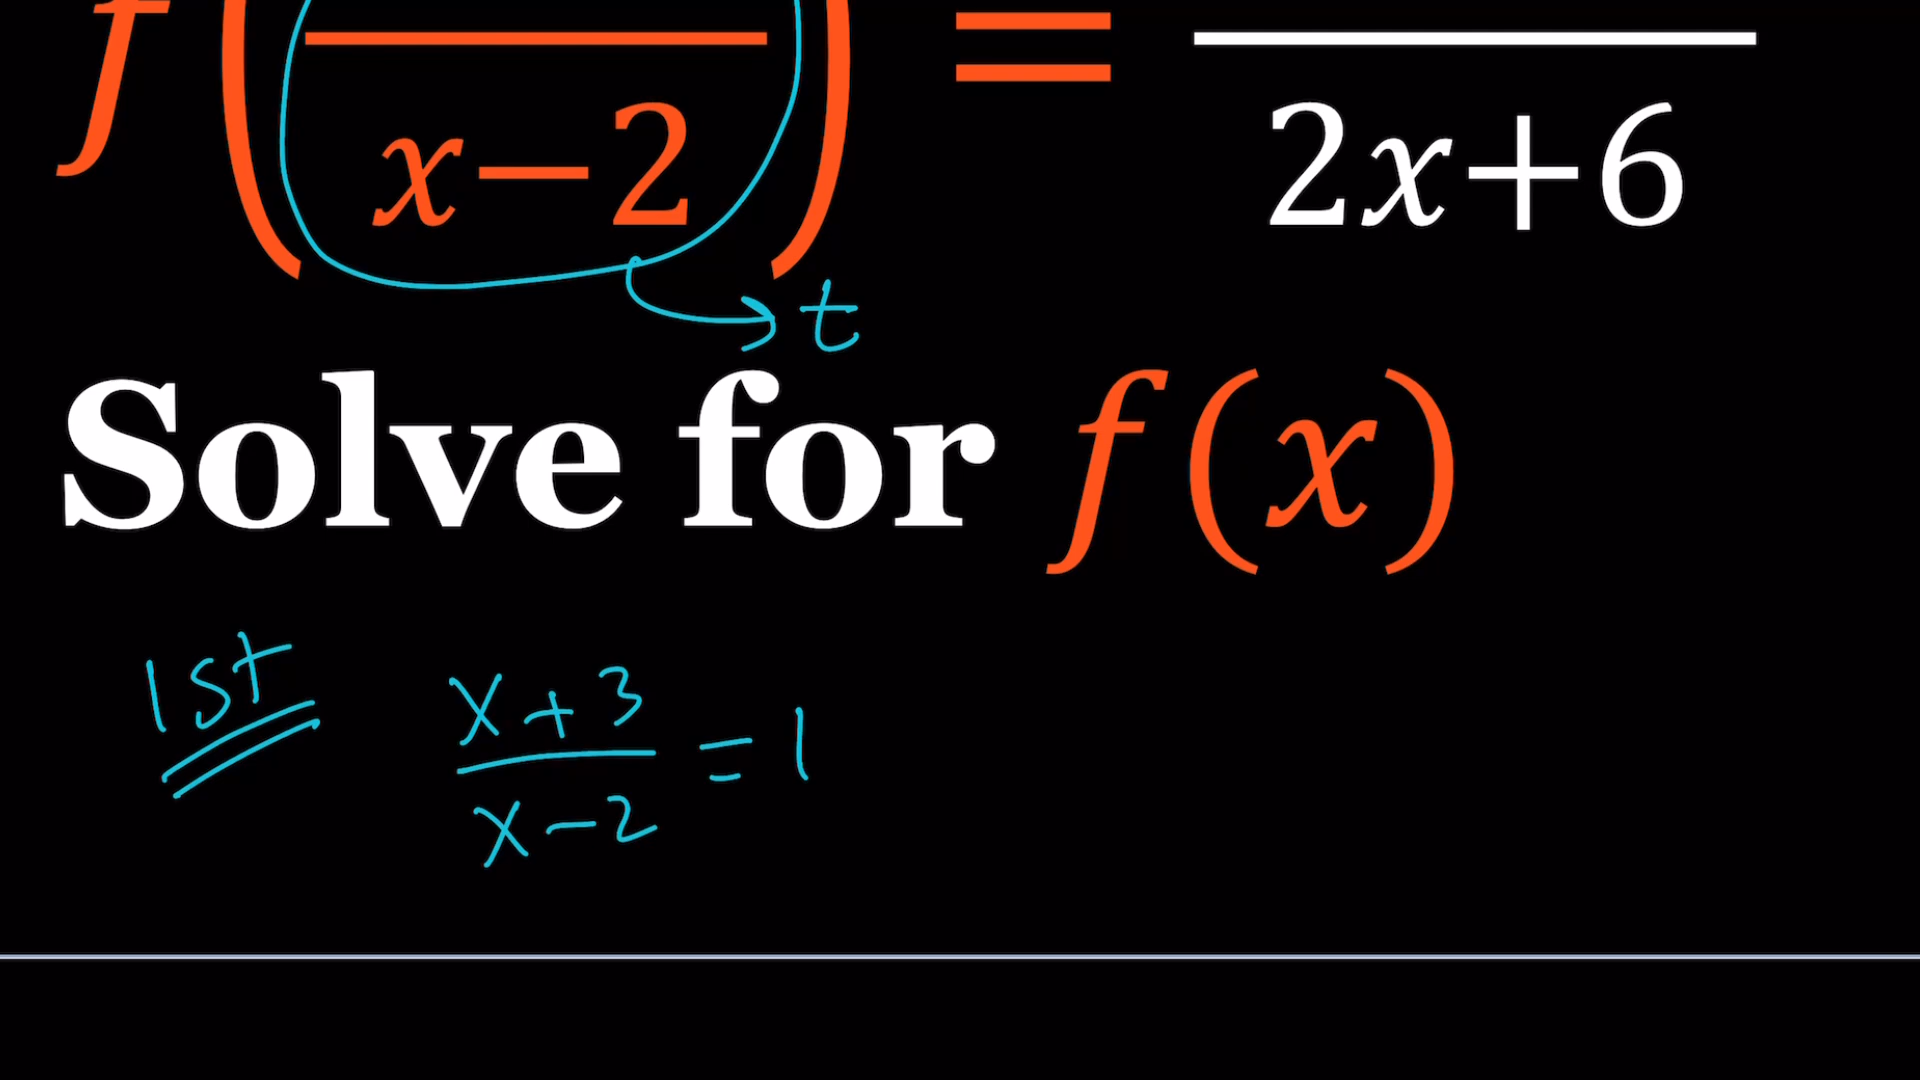 f( ) =
x−2
2x+6
t
Solve for f(x)
1st
x+3
= 1
x-2